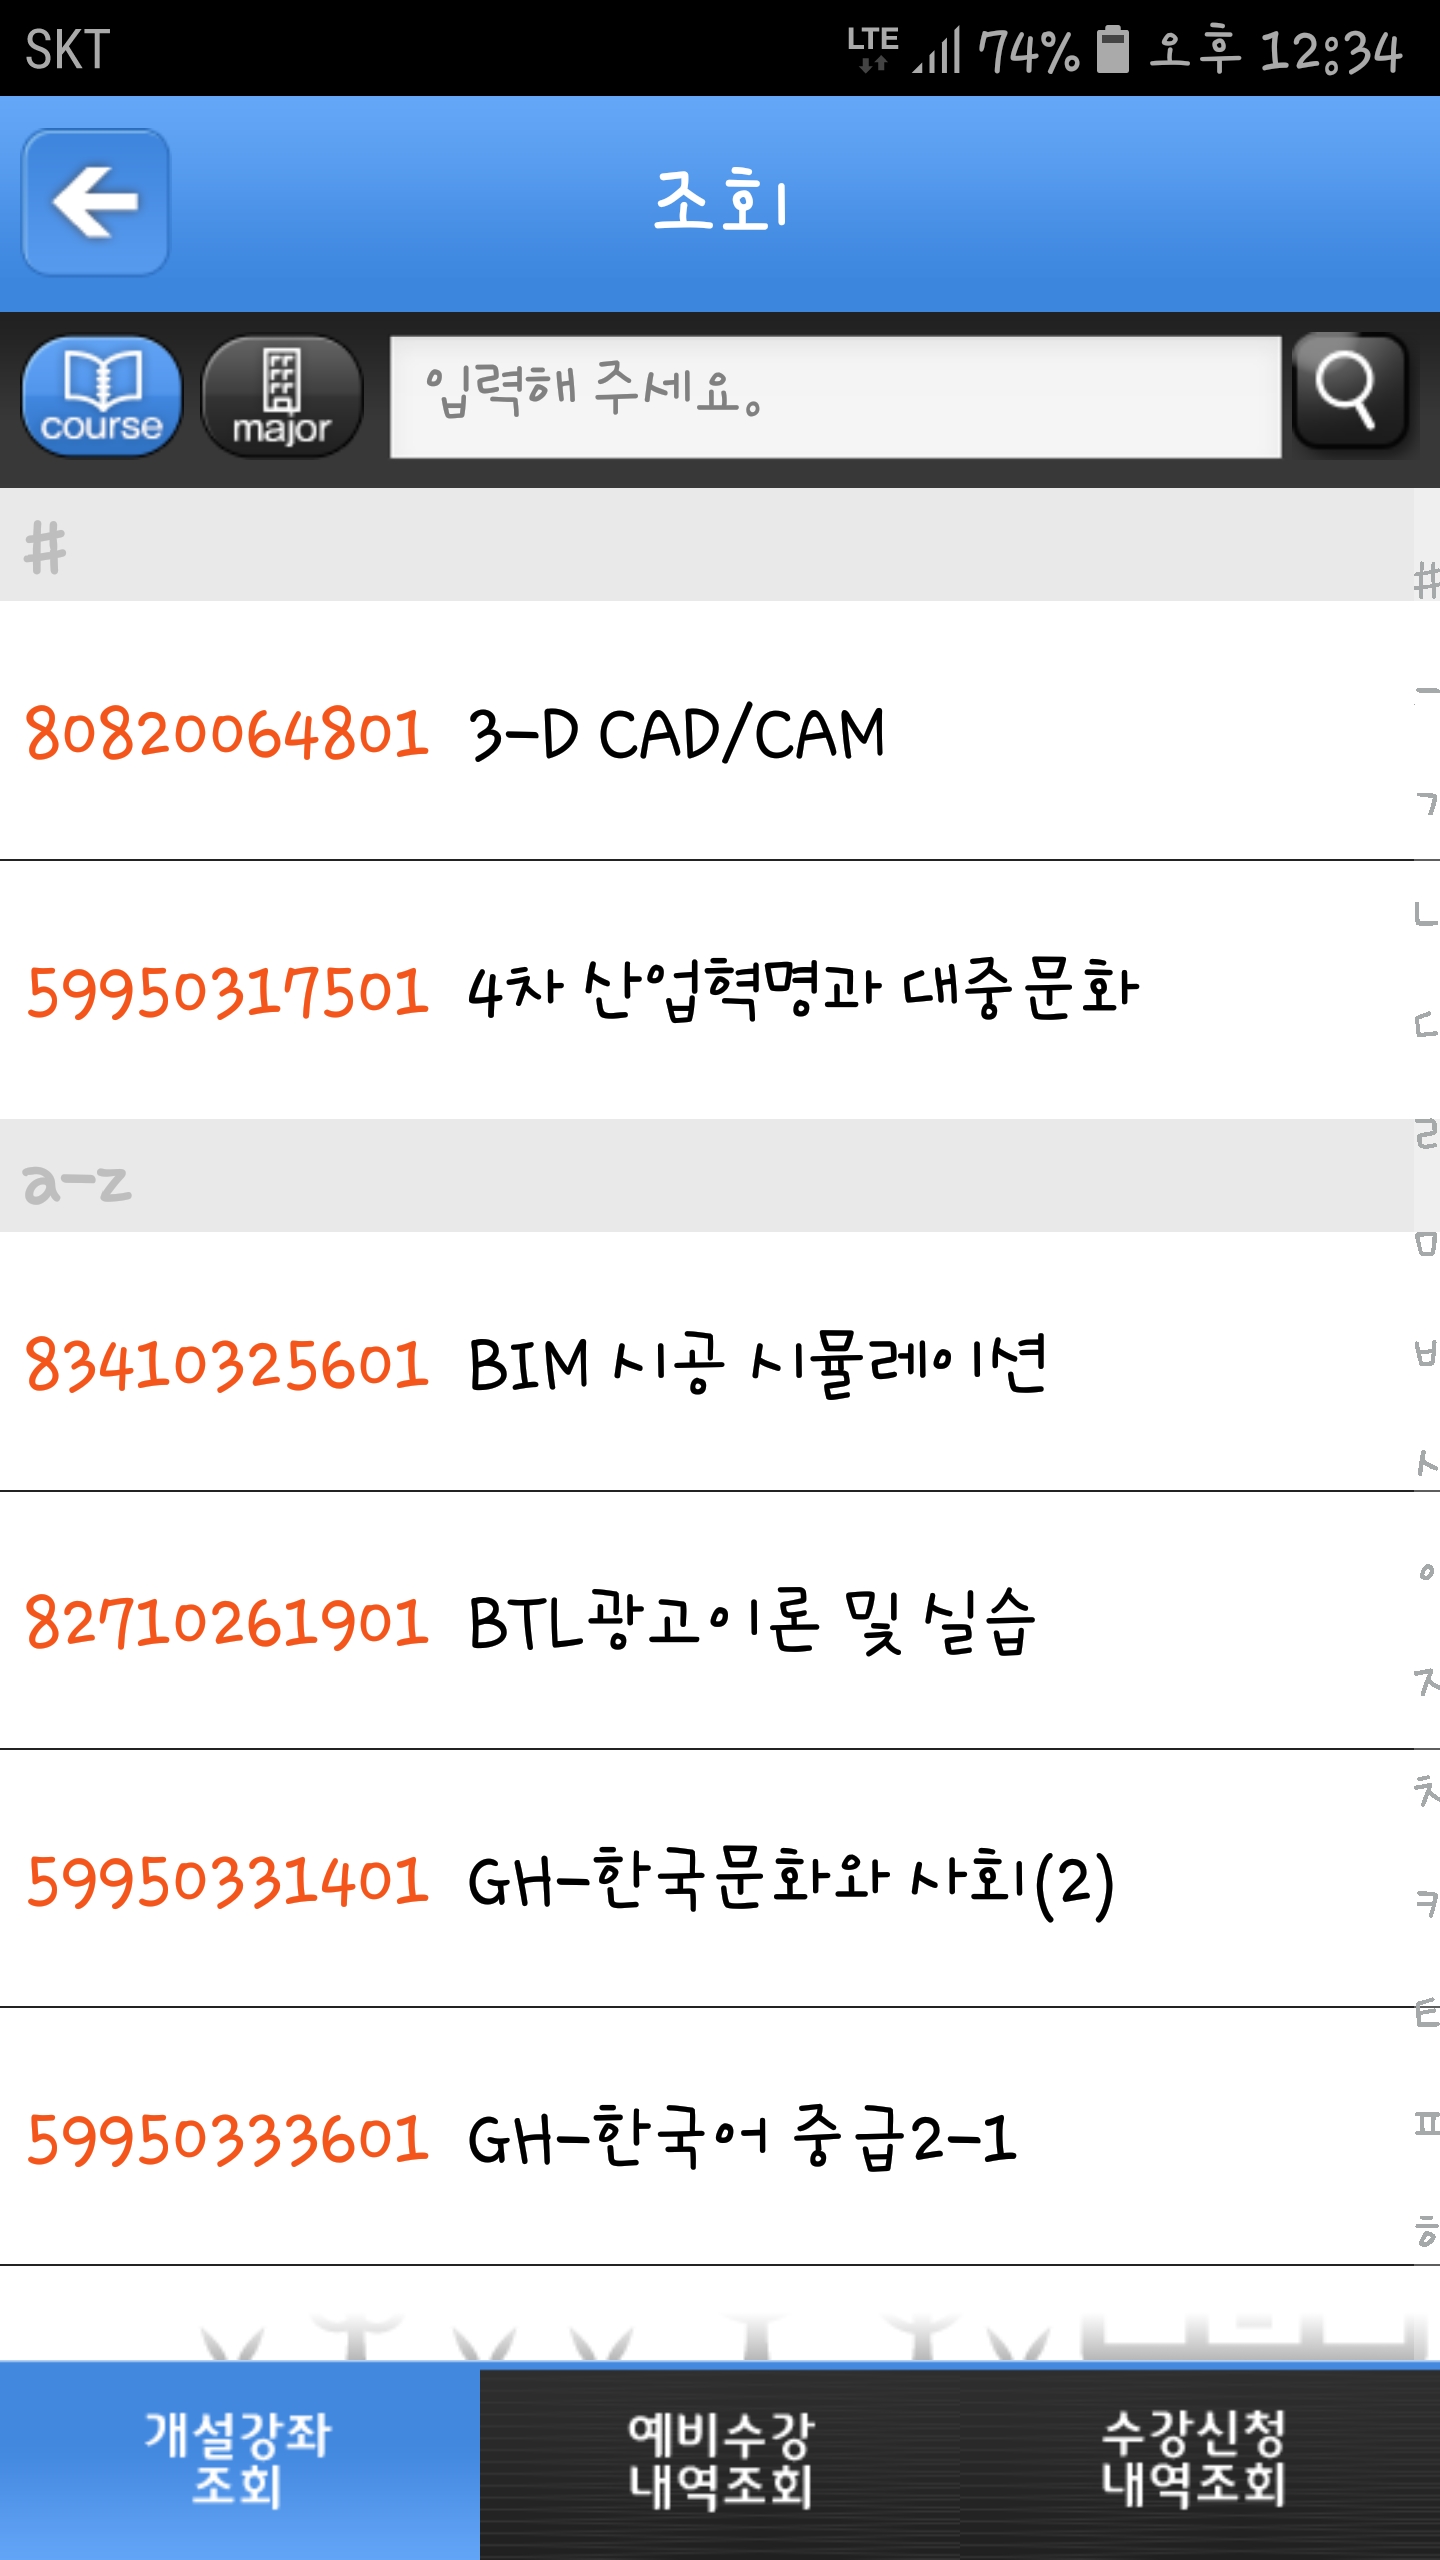 SKT LTE 74% 오후 12:34
조회
course major 입력해 주세요.
#
80820064801 3-D CAD/CAM
59950317501 4차 산업혁명과 대중문화
a-z
83410325601 BIM 시공 시뮬레이션
82710261901 BTL광고이론 및 실습
59950331401 GH-한국문화와 사회(2)
59950333601 GH-한국어 중급2-1
#
ㄱ
ㄴ
ㄷ
ㄹ
ㅁ
ㅂ
ㅅ
ㅇ
ㅈ
ㅊ
ㅋ
ㅌ
ㅍ
ㅎ
개설강좌
조회
예비수강
내역조회
수강신청
내역조회